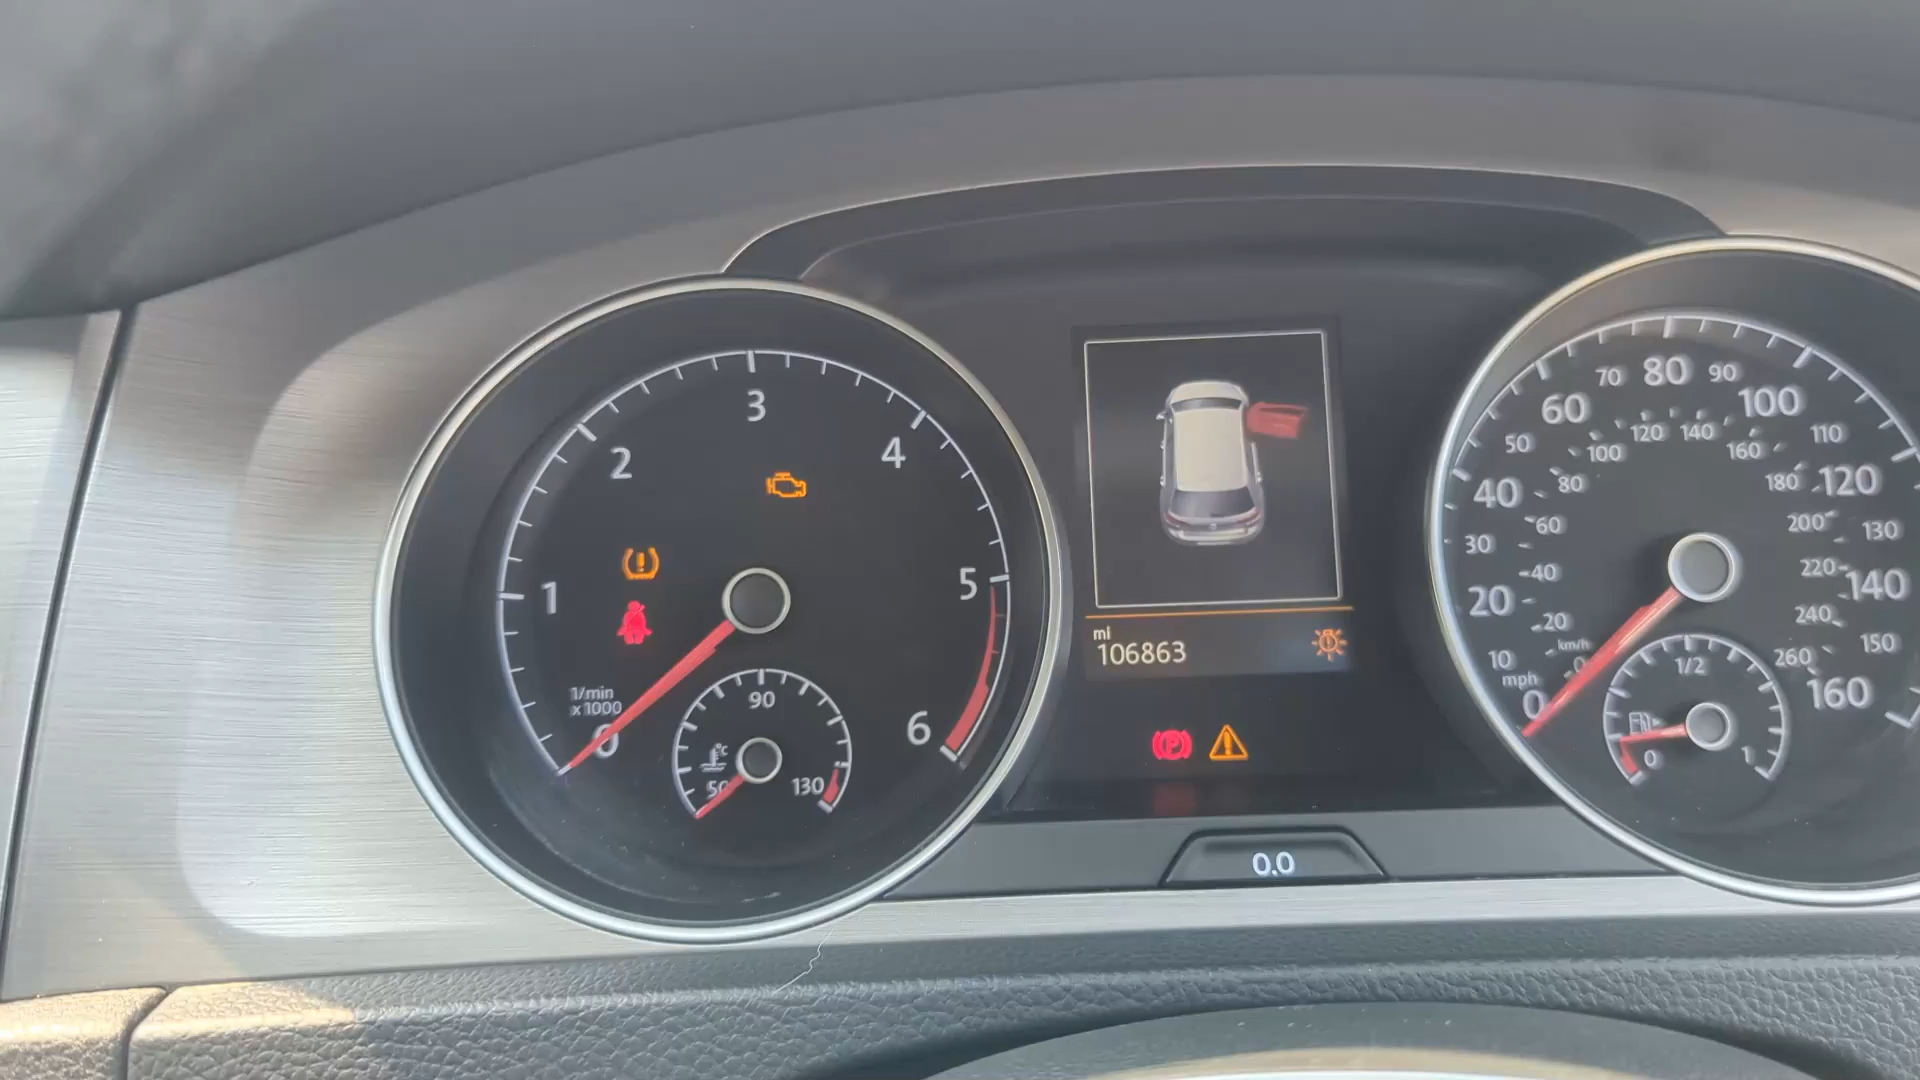 3
2
4
1
5
1/min
x1000
0
6
90
50
130
mi
106863
0.0
70 80 90
60 100
50 120 140 110
100 160
40 80 180 120
60 200 130
30 40 220 140
20 20 240
km/h 150
10 0 1/2 260
mph 160
0
0 1